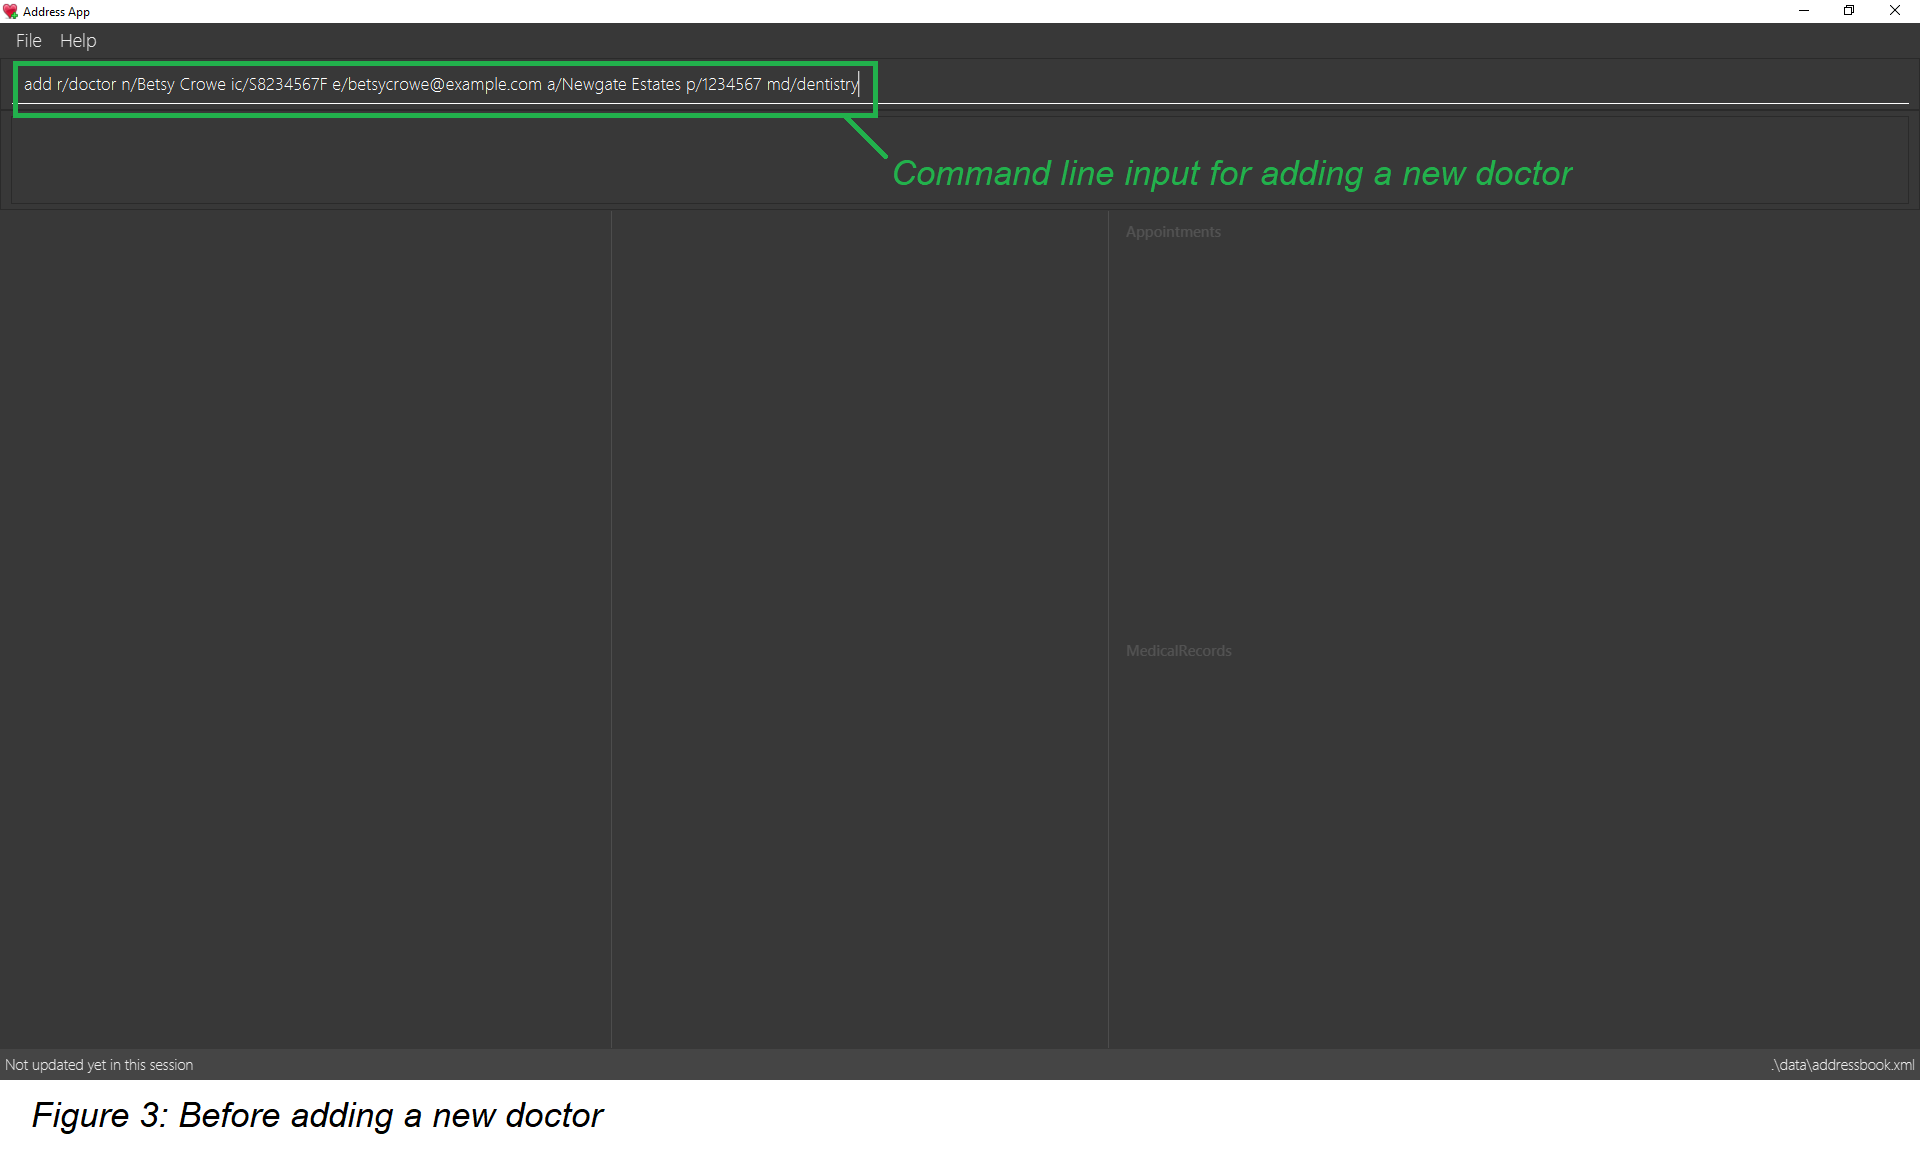 Address App
File Help
add r/doctor n/Betsy Crowe ic/S8234567F e/betsycrowe@example.com a/Newgate Estates p/1234567 md/dentistry
Command line input for adding a new doctor
Appointments
MedicalRecords
Not updated yet in this session
.\data\addressbook.xml
Figure 3: Before adding a new doctor